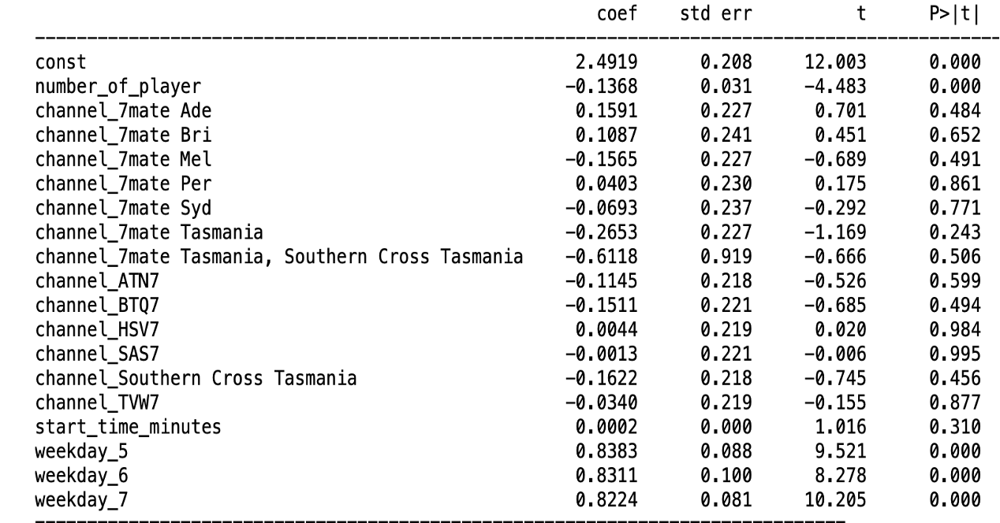 coef std err t P>|t|
const 2.4919 0.208 12.003 0.000
number_of_player -0.1368 0.031 -4.483 0.000
channel_7mate Ade 0.1591 0.227 0.701 0.484
channel_7mate Bri 0.1087 0.241 0.451 0.652
channel_7mate Mel -0.1565 0.227 -0.689 0.491
channel_7mate Per 0.0403 0.230 0.175 0.861
channel_7mate Syd -0.0693 0.237 -0.292 0.771
channel_7mate Tasmania -0.2653 0.227 -1.169 0.243
channel_7mate Tasmania, Southern Cross Tasmania -0.6118 0.919 -0.666 0.506
channel_ATN7 -0.1145 0.218 -0.526 0.599
channel_BTQ7 -0.1511 0.221 -0.685 0.494
channel_HSV7 0.0044 0.219 0.020 0.984
channel_SAS7 -0.0013 0.221 -0.006 0.995
channel_Southern Cross Tasmania -0.1622 0.218 -0.745 0.456
channel_TVW7 -0.0340 0.219 -0.155 0.877
start_time_minutes 0.0002 0.000 1.016 0.310
weekday_5 0.8383 0.088 9.521 0.000
weekday_6 0.8311 0.100 8.278 0.000
weekday_7 0.8224 0.081 10.205 0.000